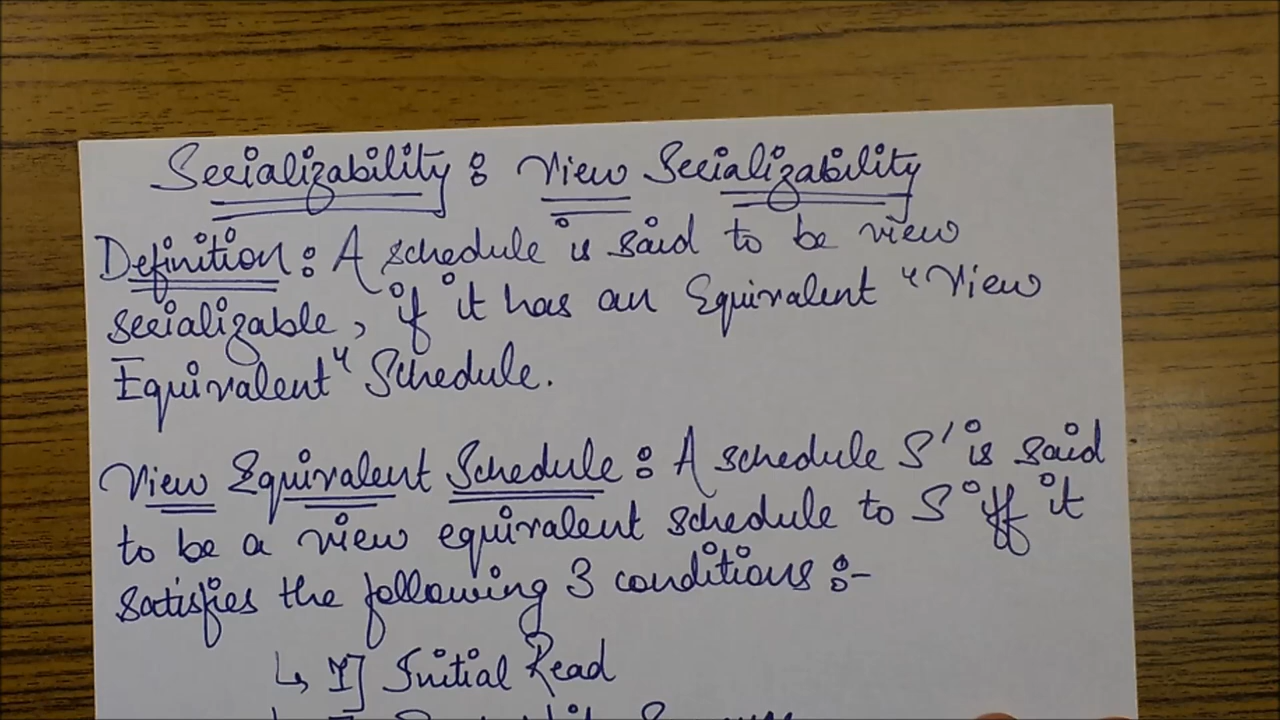 Serializability : View Serializability
Definition : A schedule is said to be view
serializable, if it has an Equivalent "View
Equivalent" Schedule.
View Equivalent Schedule : A schedule S' is said
to be a view equivalent schedule to S iff it
satisfies the following 3 conditions :-
↳ I] Initial Read